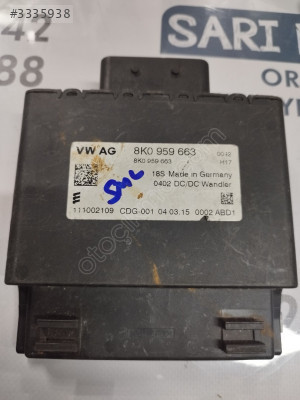 #3335938
42
SARI
88
OR
VW AG
8K0 959 663
8K0 959 663
H17
18S Made in Germany
0402 DC/DC Wandler
111002109 CDG-001 04 03.15 0002 ABD1